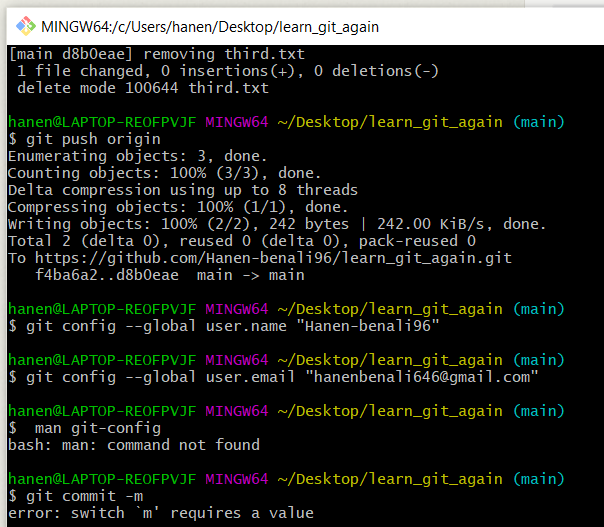 MINGW64:/c/Users/hanen/Desktop/learn_git_again
[main d8b0eae] removing third.txt
 1 file changed, 0 insertions(+), 0 deletions(-)
 delete mode 100644 third.txt
hanen@LAPTOP-REOFPVJF MINGW64 ~/Desktop/learn_git_again (main)
$ git push origin
Enumerating objects: 3, done.
Counting objects: 100% (3/3), done.
Delta compression using up to 8 threads
Compressing objects: 100% (1/1), done.
Writing objects: 100% (2/2), 242 bytes | 242.00 KiB/s, done.
Total 2 (delta 0), reused 0 (delta 0), pack-reused 0
To https://github.com/Hanen-benali96/learn_git_again.git
   f4ba6a2..d8b0eae  main -> main
hanen@LAPTOP-REOFPVJF MINGW64 ~/Desktop/learn_git_again (main)
$ git config --global user.name "Hanen-benali96"
hanen@LAPTOP-REOFPVJF MINGW64 ~/Desktop/learn_git_again (main)
$ git config --global user.email "hanenbenali646@gmail.com"
hanen@LAPTOP-REOFPVJF MINGW64 ~/Desktop/learn_git_again (main)
$  man git-config
bash: man: command not found
hanen@LAPTOP-REOFPVJF MINGW64 ~/Desktop/learn_git_again (main)
$ git commit -m
error: switch `m' requires a value